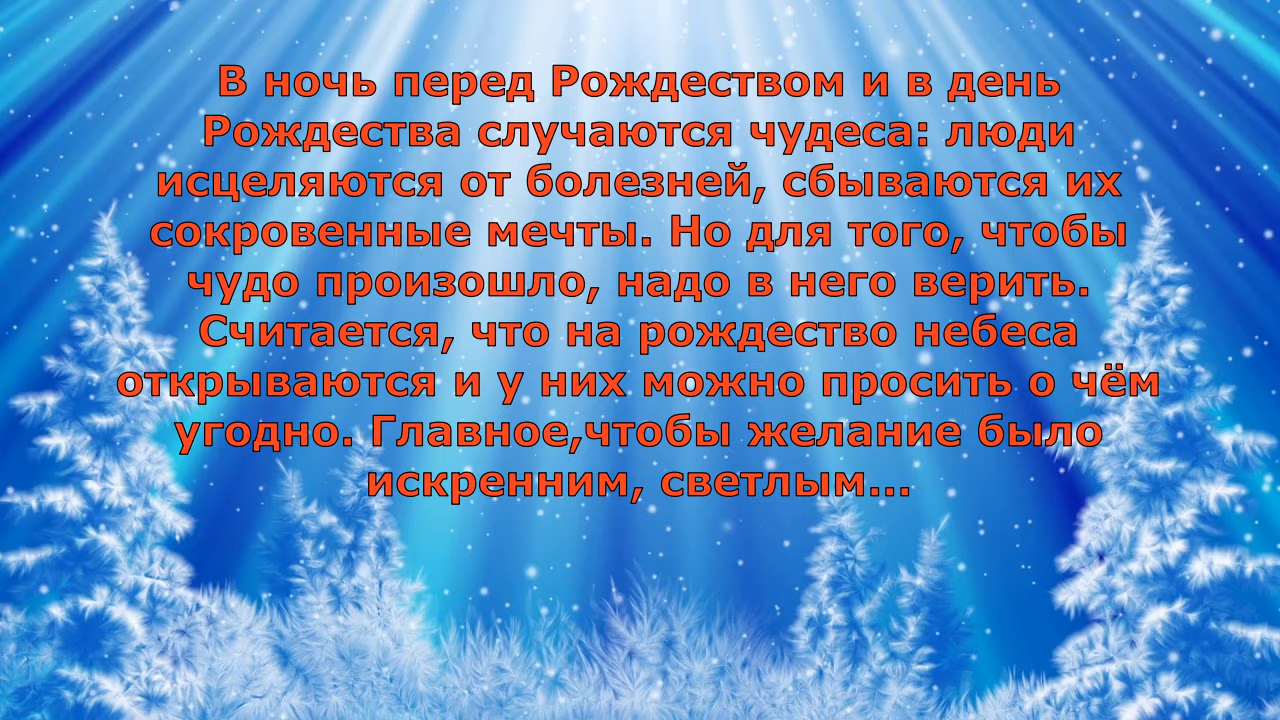 В ночь перед Рождеством и в день
Рождества случаются чудеса: люди
исцеляются от болезней, сбываются их
сокровенные мечты. Но для того, чтобы
чудо произошло, надо в него верить.
Считается, что на рождество небеса
открываются и у них можно просить о чём
угодно. Главное,чтобы желание было
искренним, светлым...